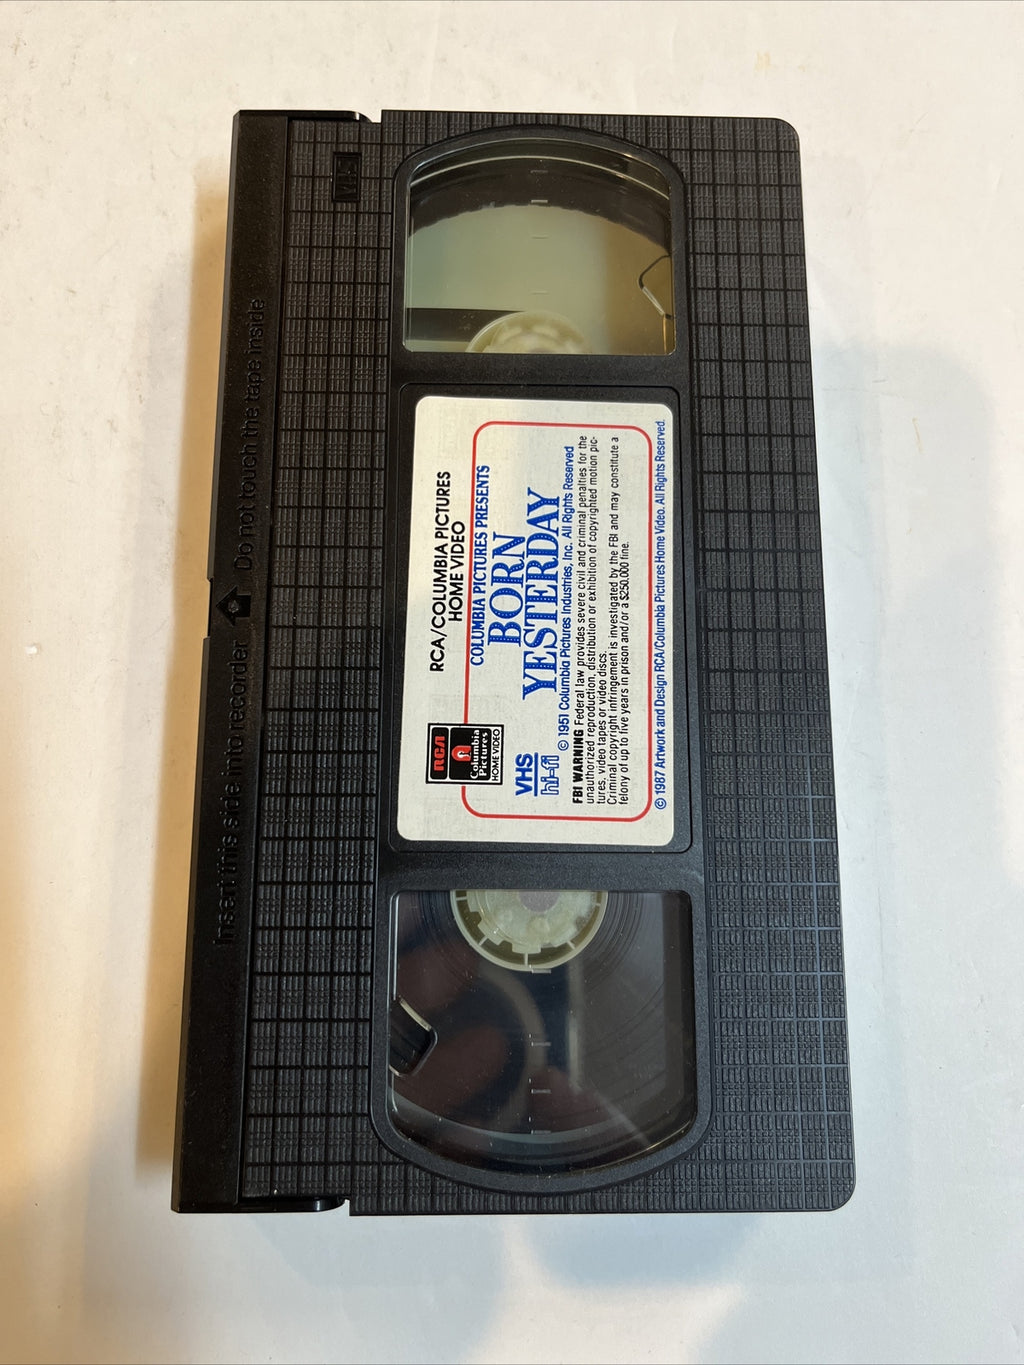 VHS
Insert this side into recorder Do not touch the tape inside
RCA/COLUMBIA PICTURES
HOME VIDEO
RCA
Columbia
Pictures
HOME VIDEO
COLUMBIA PICTURES PRESENTS
BORN
YESTERDAY
VHS
hi-fi
© 1951 Columbia Pictures Industries, Inc. All Rights Reserved
FBI WARNING Federal law provides severe civil and criminal penalties for the
unauthorized reproduction, distribution or exhibition of copyrighted motion pic-
tures, video tapes or video discs.
Criminal copyright infringement is investigated by the FBI and may constitute a
felony of up to five years in prison and/or a $250,000 fine.
© 1987 Artwork and Design RCA/Columbia Pictures Home Video. All Rights Reserved.